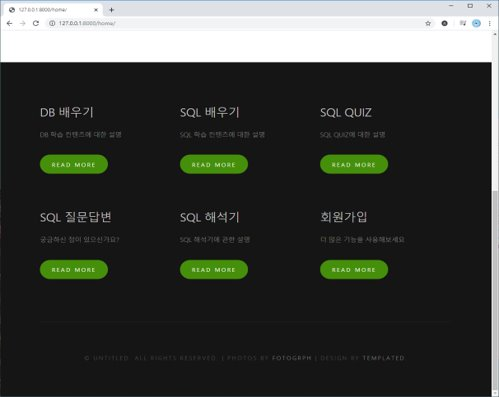 127.0.0.1:8000/home/
127.0.0.1:8000/home/
DB 배우기
SQL 배우기
SQL QUIZ
DB 학습 컨텐츠에 대한 설명
SQL 학습 컨텐츠에 대한 설명
SQL QUIZ에 대한 설명
READ MORE
READ MORE
READ MORE
SQL 질문답변
SQL 해석기
회원가입
궁금하신 점이 있으신가요?
SQL 해석기에 관한 설명
더 많은 기능을 사용해보세요
READ MORE
READ MORE
READ MORE
© UNTITLED. ALL RIGHTS RESERVED. | PHOTOS BY FOTOGRPH | DESIGN BY TEMPLATED.